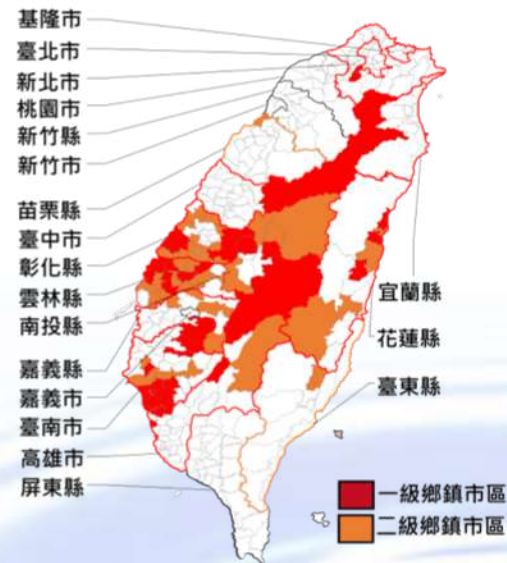 基隆市
臺北市
新北市
桃園市
新竹縣
新竹市
苗栗縣
臺中市
彰化縣
雲林縣
南投縣
嘉義縣
嘉義市
臺南市
高雄市
屏東縣
宜蘭縣
花蓮縣
臺東縣
一級鄉鎮市區
二級鄉鎮市區